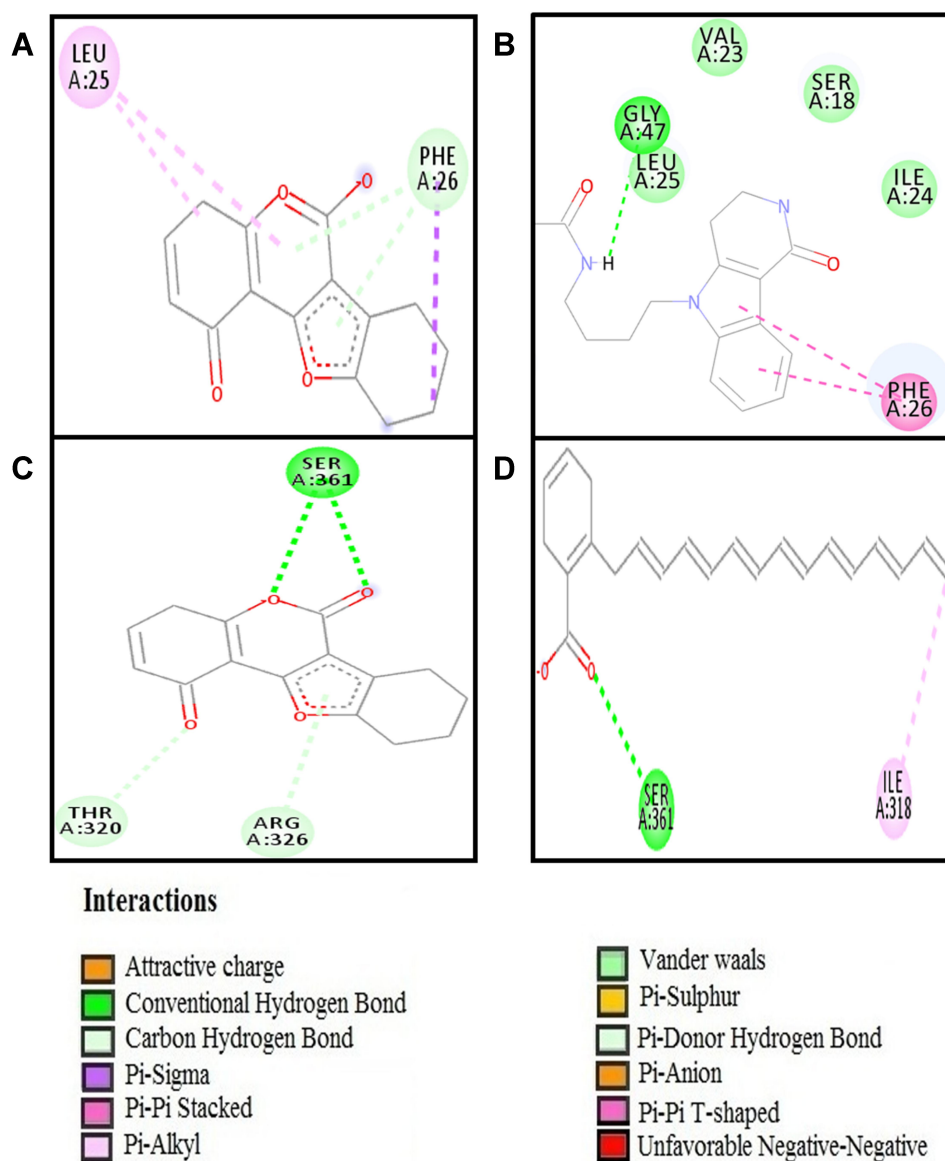 A
LEU
A:25
PHE
A:26
O
O
O
O
O
B
VAL
A:23
SER
A:18
GLY
A:47
LEU
A:25
ILE
A:24
O
N
H
N
N
O
PHE
A:26
C
SER
A:361
O
O
O
O
THR
A:320
ARG
A:326
D
O
O
SER
A:361
ILE
A:318
Interactions
Attractive charge
Conventional Hydrogen Bond
Carbon Hydrogen Bond
Pi-Sigma
Pi-Pi Stacked
Pi-Alkyl
Vander waals
Pi-Sulphur
Pi-Donor Hydrogen Bond
Pi-Anion
Pi-Pi T-shaped
Unfavorable Negative-Negative